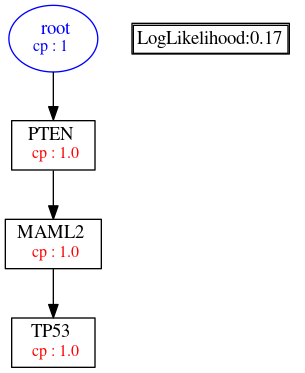 root
cp : 1
LogLikelihood:0.17
PTEN
cp : 1.0
MAML2
cp : 1.0
TP53
cp : 1.0